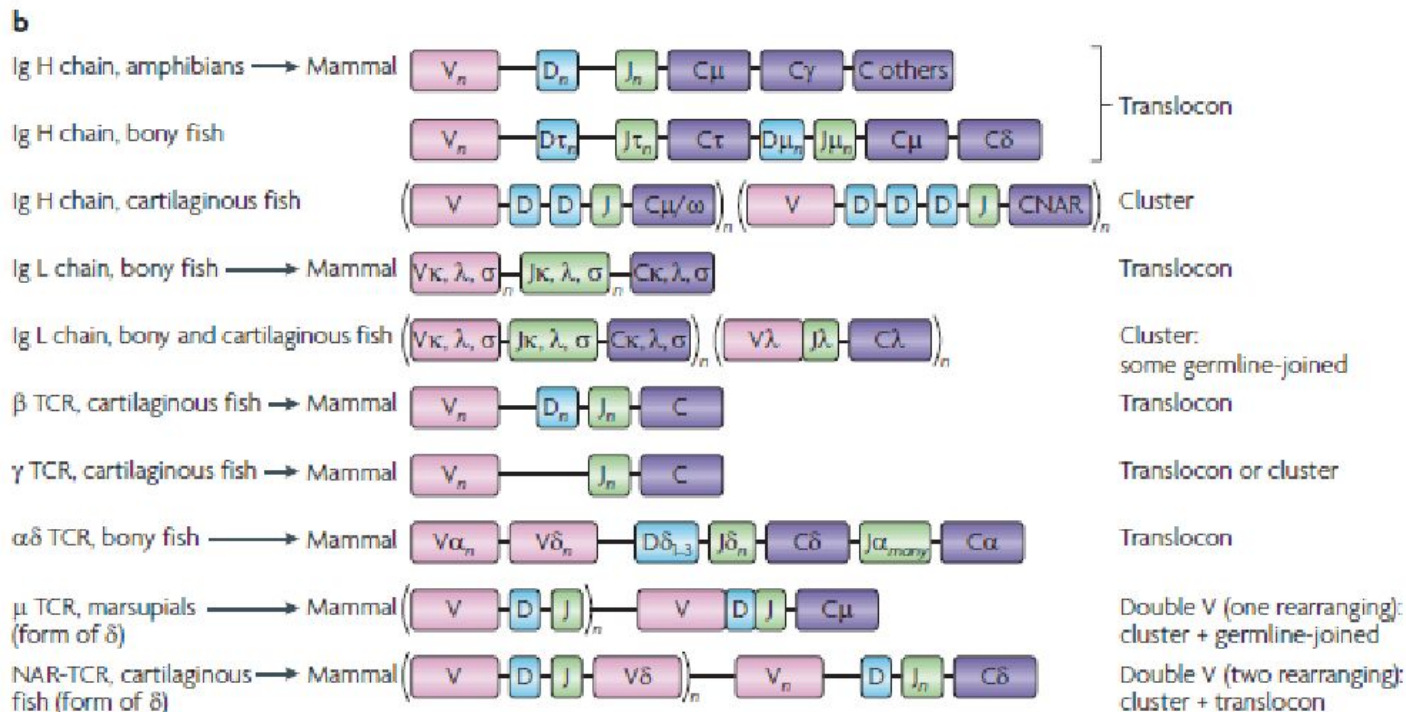 b
Ig H chain, amphibians → Mammal Vn Dn Jn Cμ Cγ C others
Translocon
Ig H chain, bony fish Vn Dτn Jτn Cτ Dμn Jμn Cμ Cδ
Ig H chain, cartilaginous fish (V D D J Cμ/ω)n (V D D D J CNAR)n Cluster
Ig L chain, bony fish → Mammal Vκ, λ, σn Jκ, λ, σn Cκ, λ, σ Translocon
Ig L chain, bony and cartilaginous fish (Vκ, λ, σ Jκ, λ, σ Cκ, λ, σ)n (Vλ Jλ Cλ)n Cluster:
some germline-joined
β TCR, cartilaginous fish → Mammal Vn Dn Jn C Translocon
γ TCR, cartilaginous fish → Mammal Vn Jn C Translocon or cluster
αδ TCR, bony fish → Mammal Vαn Vδn Dδ1–3 Jδn Cδ Jαmany Cα Translocon
μ TCR, marsupials → Mammal (V D J)n V D J Cμ Double V (one rearranging):
(form of δ) cluster + germline-joined
NAR-TCR, cartilaginous → Mammal (V D J Vδ)n Vn D Jn Cδ Double V (two rearranging):
fish (form of δ) cluster + translocon